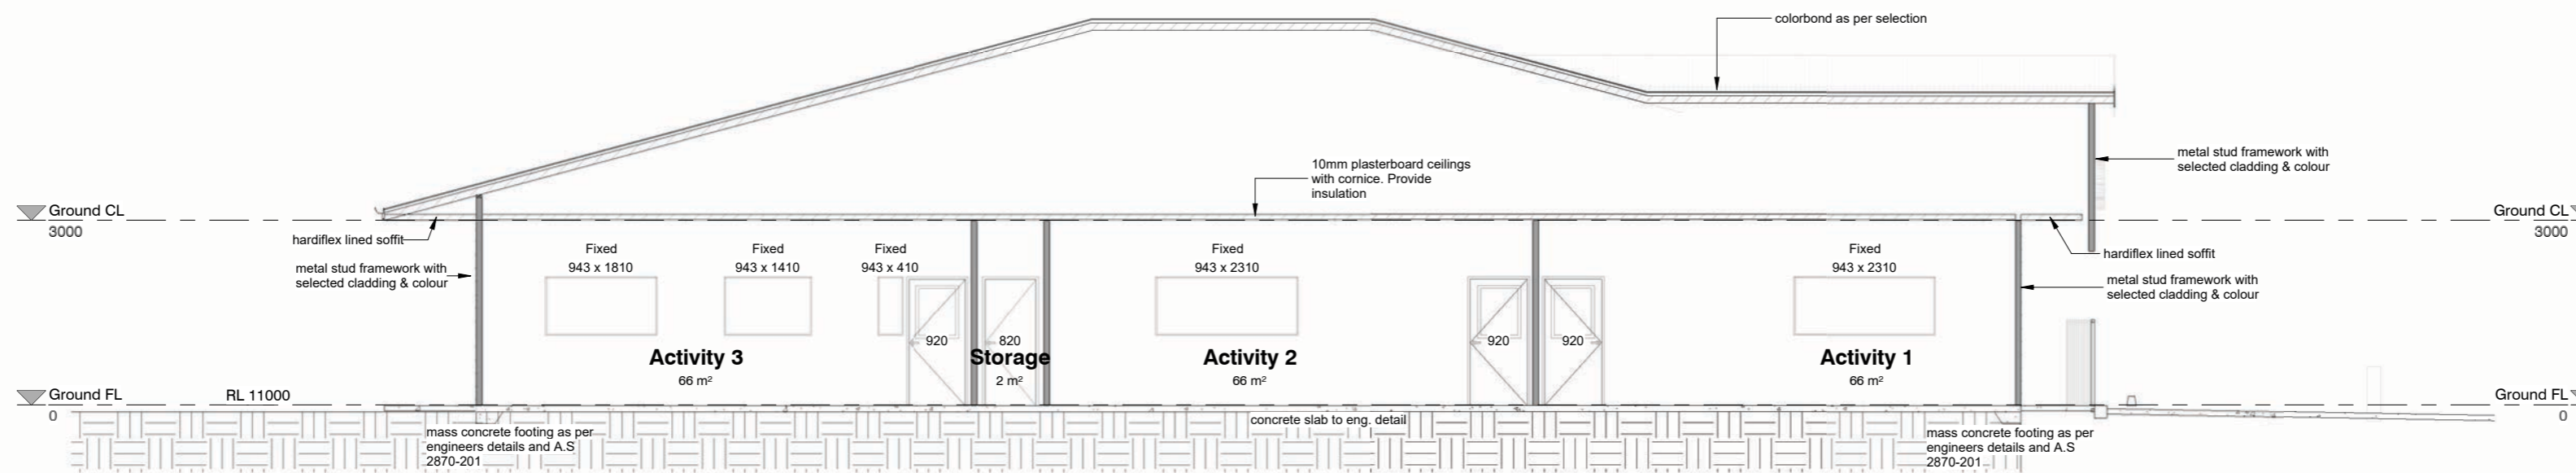 colorbond as per selection
10mm plasterboard ceilings
with cornice. Provide
insulation
metal stud framework with
selected cladding & colour
Ground CL
3000
Ground CL
3000
hardiflex lined soffit
metal stud framework with
selected cladding & colour
Fixed
943 x 1810
Fixed
943 x 1410
Fixed
943 x 410
Fixed
943 x 2310
Fixed
943 x 2310
hardiflex lined soffit
metal stud framework with
selected cladding & colour
920
820
920
920
Activity 3
66 m²
Storage
2 m²
Activity 2
66 m²
Activity 1
66 m²
Ground FL
0
RL 11000
Ground FL
0
concrete slab to eng. detail
mass concrete footing as per
engineers details and A.S
2870-201
mass concrete footing as per
engineers details and A.S
2870-201